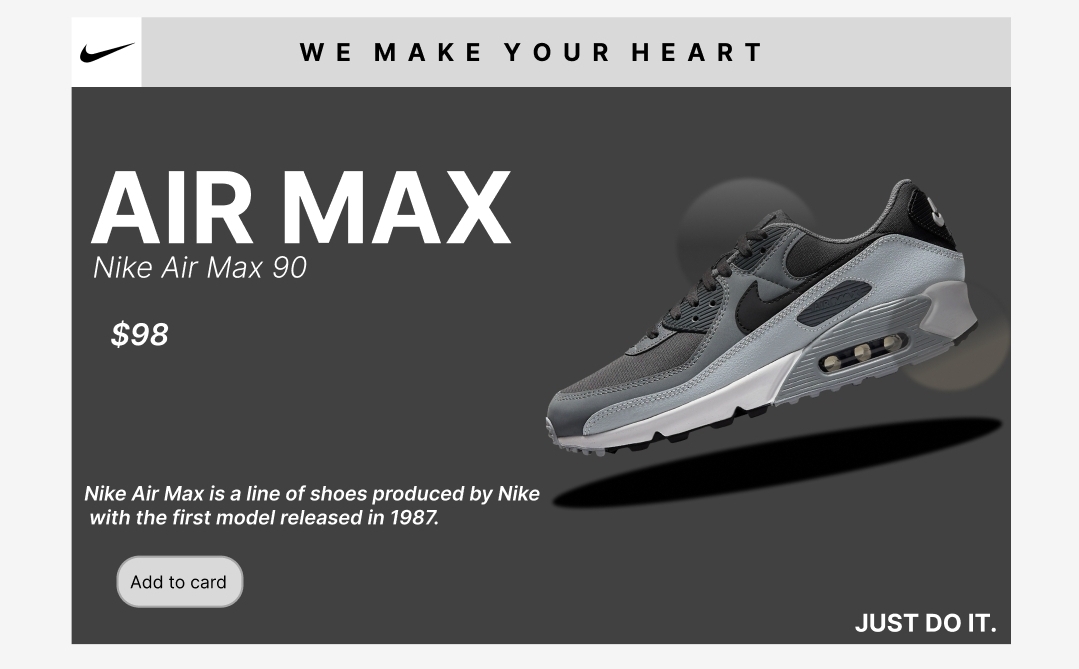 WE MAKE YOUR HEART
AIR MAX
Nike Air Max 90
$98
Nike Air Max is a line of shoes produced by Nike
with the first model released in 1987.
Add to card
JUST DO IT.